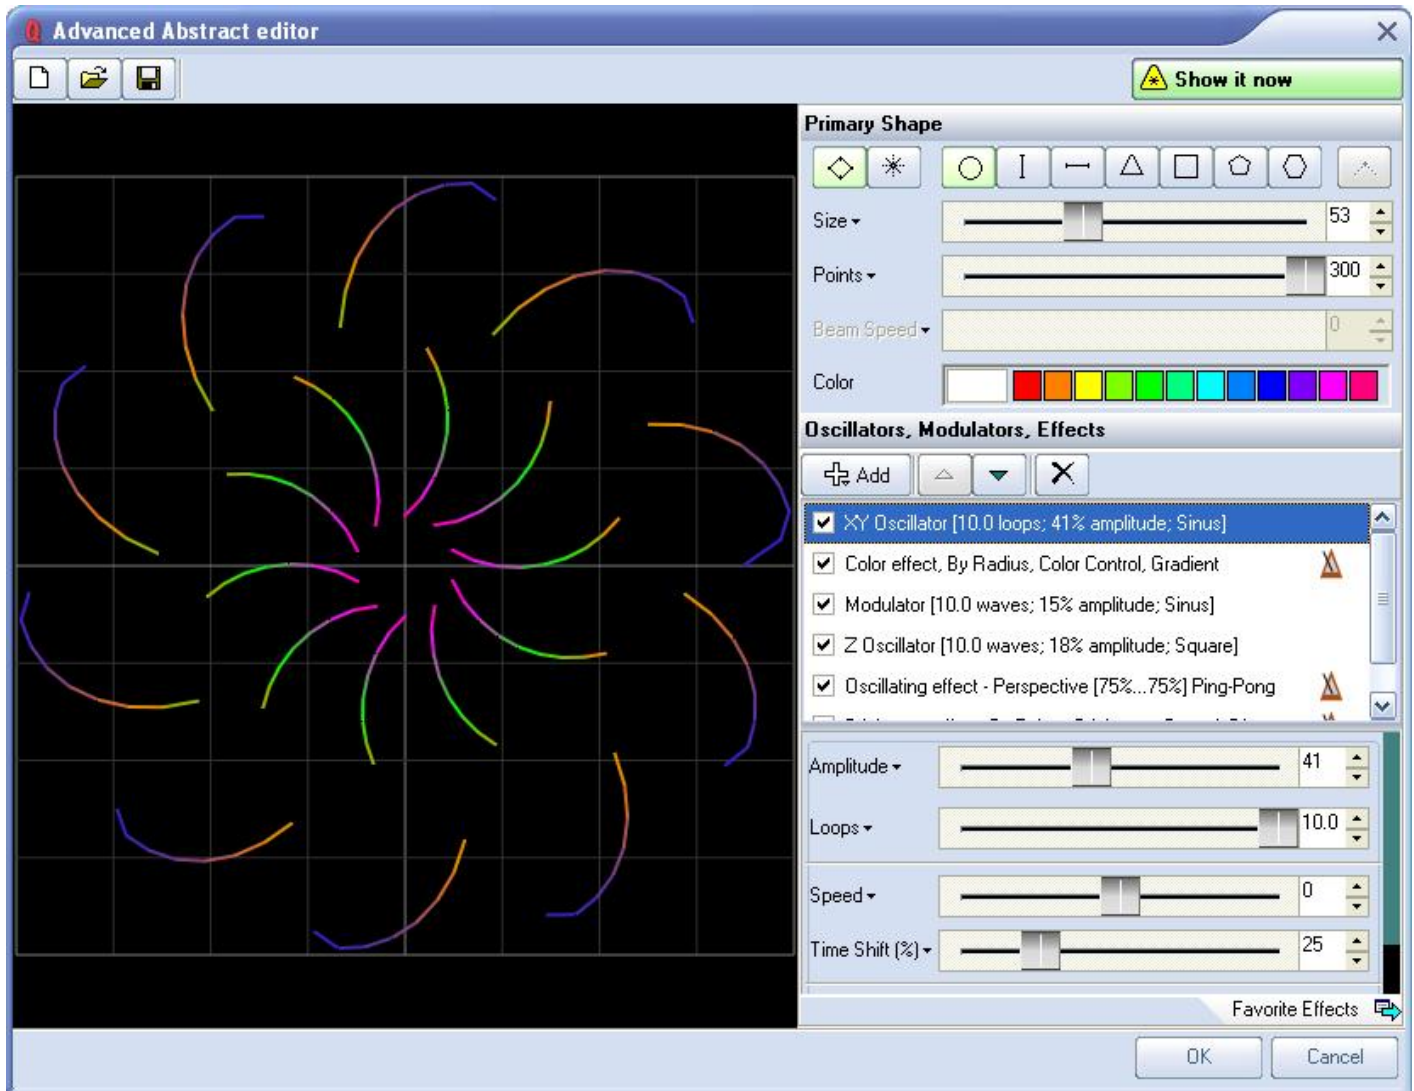 Advanced Abstract editor
Show it now
Primary Shape
Size
53
Points
300
Beam Speed
0
Color
Oscillators, Modulators, Effects
Add
XY Oscillator [10.0 loops; 41% amplitude; Sinus]
Color effect, By Radius, Color Control, Gradient
Modulator [10.0 waves; 15% amplitude; Sinus]
Z Oscillator [10.0 waves; 18% amplitude; Square]
Oscillating effect - Perspective [75%...75%] Ping-Pong
Amplitude
41
Loops
10.0
Speed
0
Time Shift (%)
25
Favorite Effects
OK
Cancel